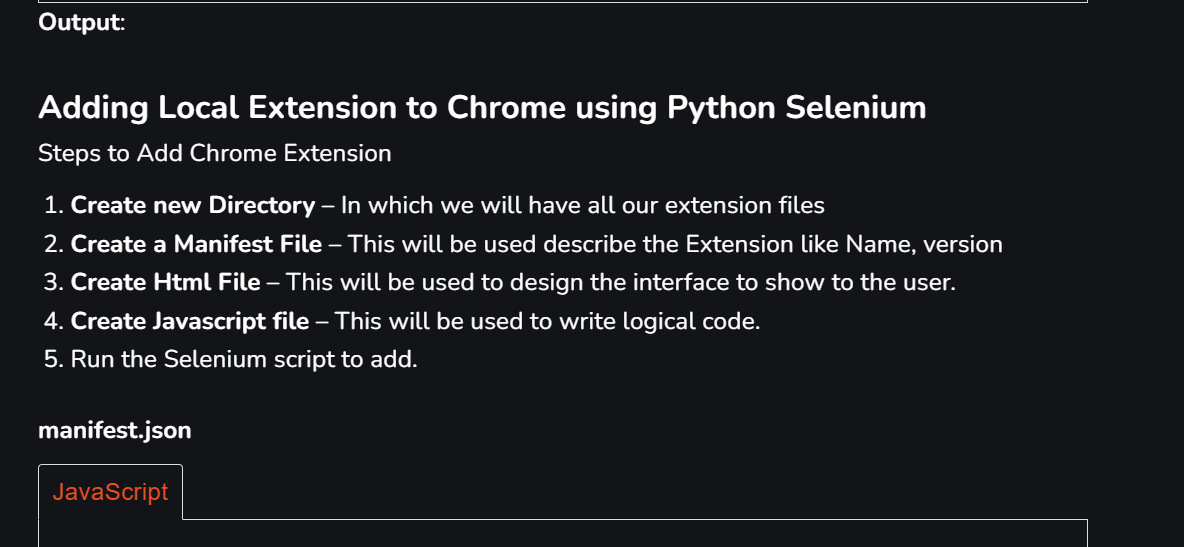 Output:
Adding Local Extension to Chrome using Python Selenium
Steps to Add Chrome Extension
1. Create new Directory – In which we will have all our extension files
2. Create a Manifest File – This will be used describe the Extension like Name, version
3. Create Html File – This will be used to design the interface to show to the user.
4. Create Javascript file – This will be used to write logical code.
5. Run the Selenium script to add.
manifest.json
JavaScript